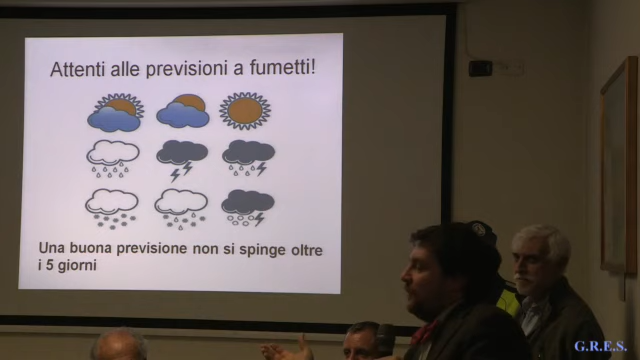 Attenti alle previsioni a fumetti!
Una buona previsione non si spinge oltre
i 5 giorni
G.R.E.S.